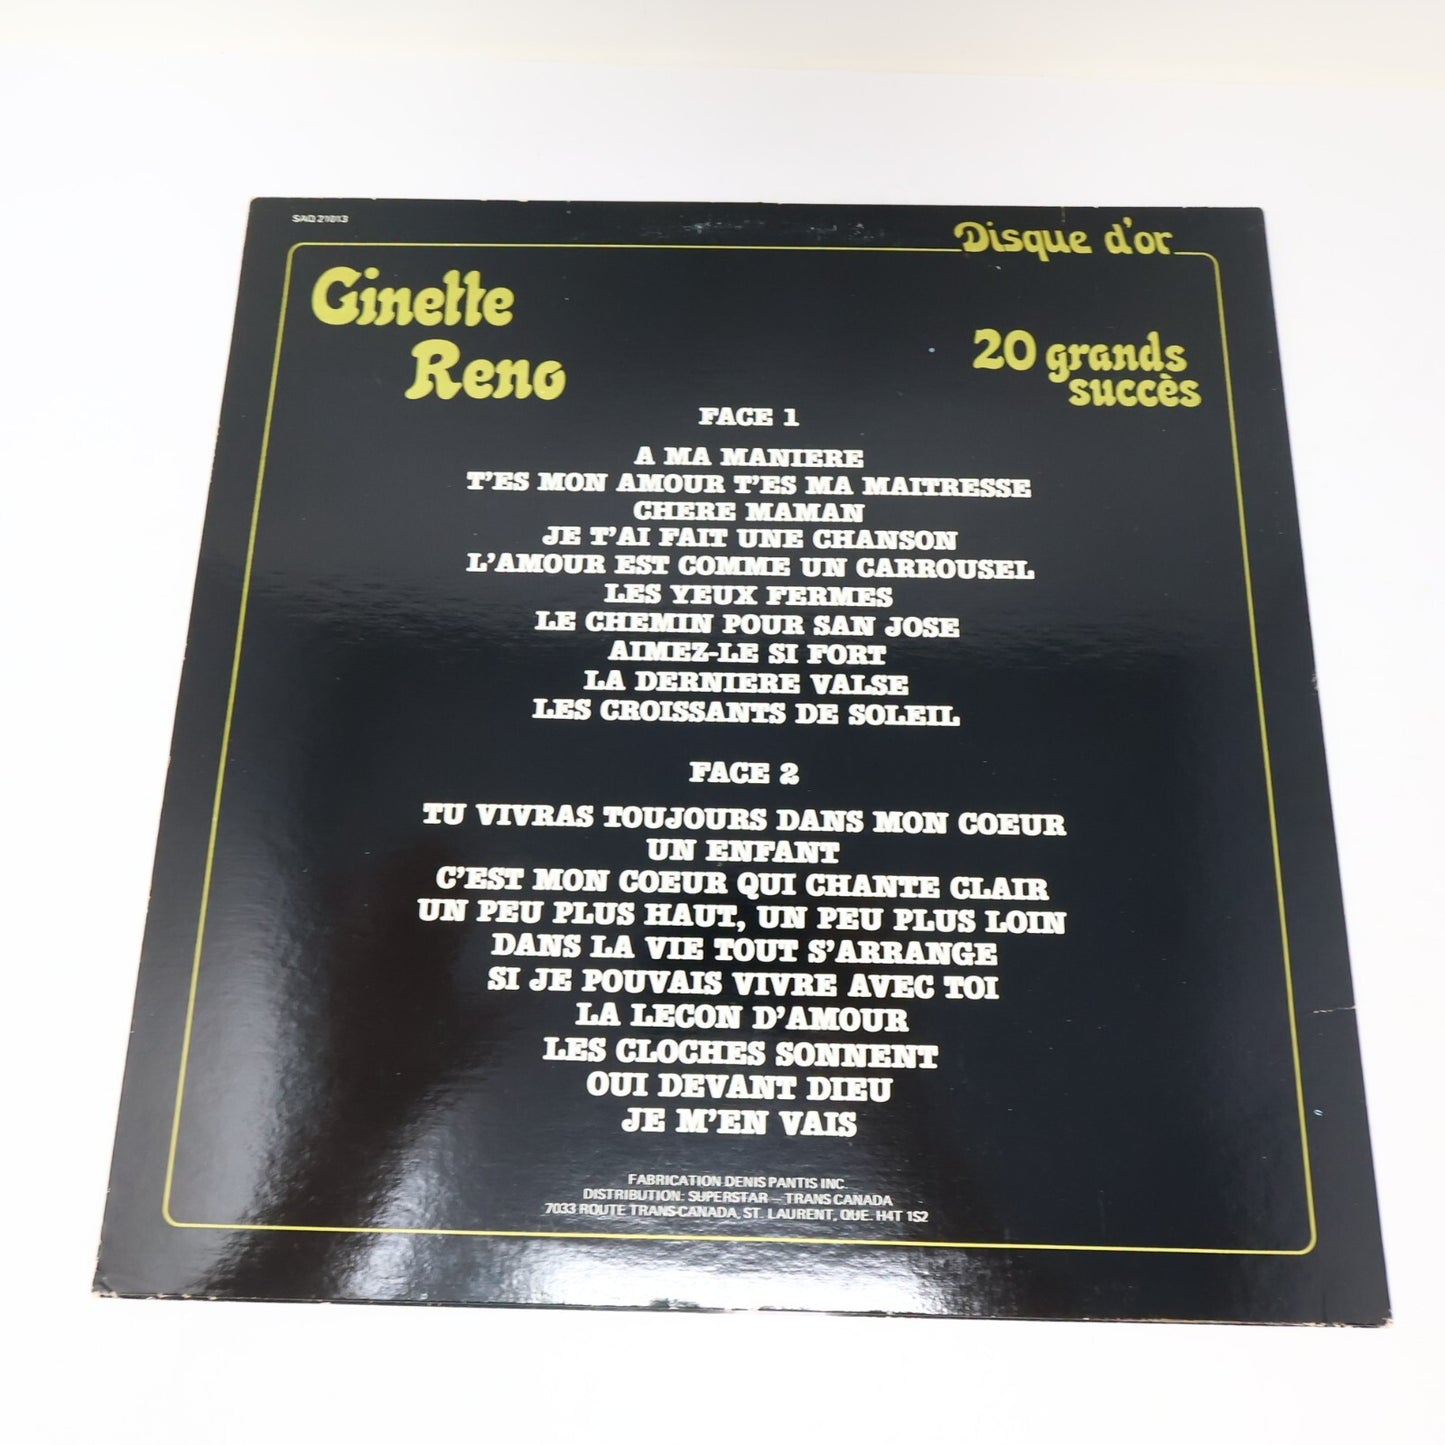 SAD 21013
Disque d'or
Ginette
Reno
20 grands
succès
FACE 1
A MA MANIERE
T'ES MON AMOUR T'ES MA MAITRESSE
CHERE MAMAN
JE T'AI FAIT UNE CHANSON
L'AMOUR EST COMME UN CARROUSEL
LES YEUX FERMES
LE CHEMIN POUR SAN JOSE
AIMEZ-LE SI FORT
LA DERNIERE VALSE
LES CROISSANTS DE SOLEIL
FACE 2
TU VIVRAS TOUJOURS DANS MON COEUR
UN ENFANT
C'EST MON COEUR QUI CHANTE CLAIR
UN PEU PLUS HAUT, UN PEU PLUS LOIN
DANS LA VIE TOUT S'ARRANGE
SI JE POUVAIS VIVRE AVEC TOI
LA LECON D'AMOUR
LES CLOCHES SONNENT
OUI DEVANT DIEU
JE M'EN VAIS
FABRICATION DENIS PANTIS INC.
DISTRIBUTION: SUPERSTAR – TRANS CANADA
7033 ROUTE TRANS-CANADA, ST. LAURENT, QUE. H4T 1S2